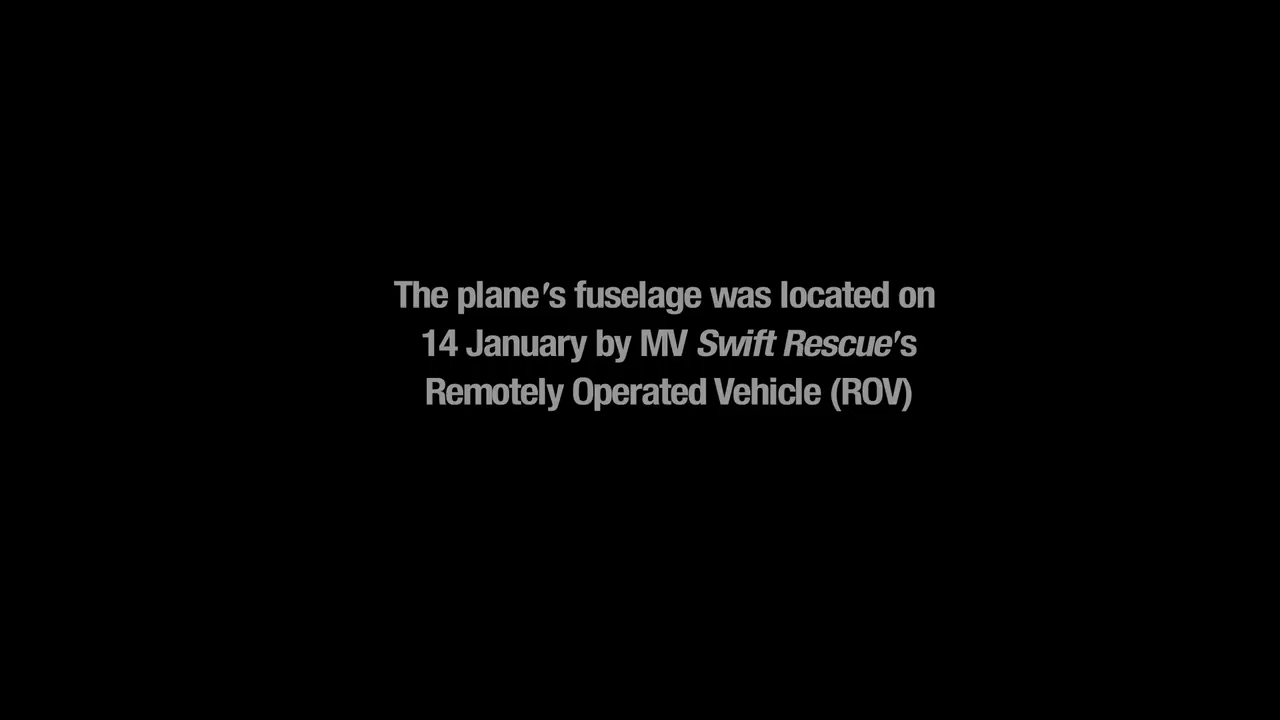 The plane's fuselage was located on
14 January by MV Swift Rescue's
Remotely Operated Vehicle (ROV)